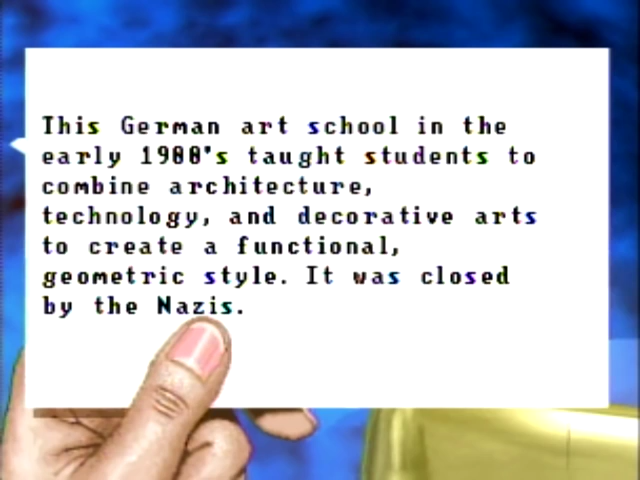 This German art school in the
early 1900's taught students to
combine architecture,
technology, and decorative arts
to create a functional,
geometric style. It was closed
by the Nazis.